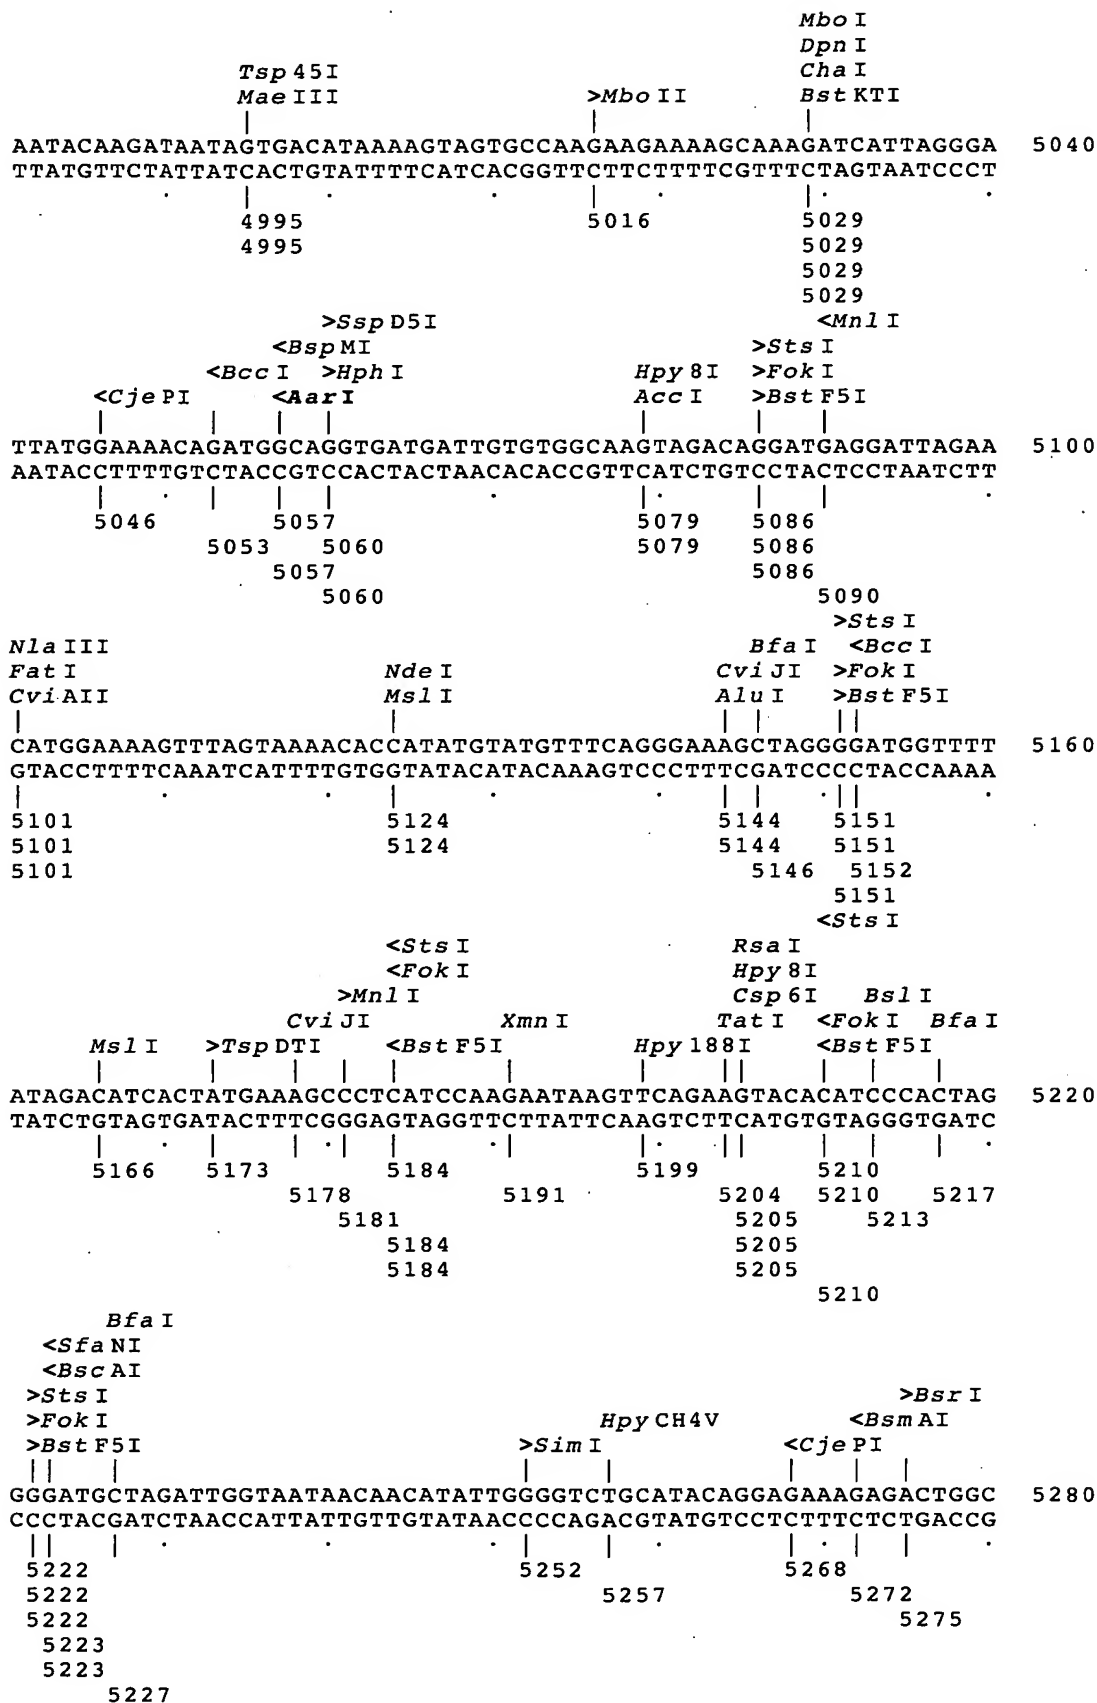 Mbo I
Dpn I
Tsp 45I Cha I
Mae III >Mbo II Bst KTI
AATACAAGATAATAGTGACATAAAAGTAGTGCCAAGAAGAAAAGCAAAGATCATTAGGGA 5040
TTATGTTCTATTATCACTGTATTTTCATCACGGTTCTTCTTTTCGTTTCTAGTAATCCCT
4995 5016 5029
4995 5029
5029
5029
>Ssp D5I <Mnl I
<Bsp MI >Sts I
<Bcc I >Hph I Hpy 8I >Fok I
<Cje PI <Aar I Acc I >Bst F5I
TTATGGAAAACAGATGGCAGGTGATGATTGTGTGGCAAGTAGACAGGATGAGGATTAGAA 5100
AATACCTTTTGTCTACCGTCCACTACTAACACACCGTTCATCTGTCCTACTCCTAATCTT
5046 5057 5079 5086
5053 5060 5079 5086
5057 5086
5060 5090
>Sts I
Nla III Bfa I <Bcc I
Fat I Nde I Cvi JI >Fok I
Cvi AII Msl I Alu I >Bst F5I
CATGGAAAAGTTTAGTAAAACACCATATGTATGTTTCAGGGAAAGCTAGGGGATGGTTTT 5160
GTACCTTTTCAAATCATTTTGTGGTATACATACAAAGTCCCTTTCGATCCCCTACCAAAA
5101 5124 5144 5151
5101 5124 5144 5151
5101 5146 5152
5151
<Sts I
<Sts I Rsa I
<Fok I Hpy 8I
>Mnl I Csp 6I Bsl I
Cvi JI Xmn I Tat I <Fok I Bfa I
Msl I >Tsp DTI <Bst F5I Hpy 188I <Bst F5I
ATAGACATCACTATGAAAGCCCTCATCCAAGAATAAGTTCAGAAGTACACATCCCACTAG 5220
TATCTGTAGTGATACTTTCGGGAGTAGGTTCTTATTCAAGTCTTCATGTGTAGGGTGATC
5166 5173 5184 5199 5210
5178 5191 5204 5210 5217
5181 5205 5213
5184 5205
5184 5205
5210
Bfa I
<Sfa NI
<Bsc AI
>Sts I >Bsr I
>Fok I Hpy CH4V <Bsm AI
>Bst F5I >Sim I <Cje PI
GGGATGCTAGATTGGTAATAACAACATATTGGGGTCTGCATACAGGAGAAAGAGACTGGC 5280
CCCTACGATCTAACCATTATTGTTGTATAACCCCAGACGTATGTCCTCTTTCTCTGACCG
5222 5252 5268
5222 5257 5272
5222 5275
5223
5223
5227